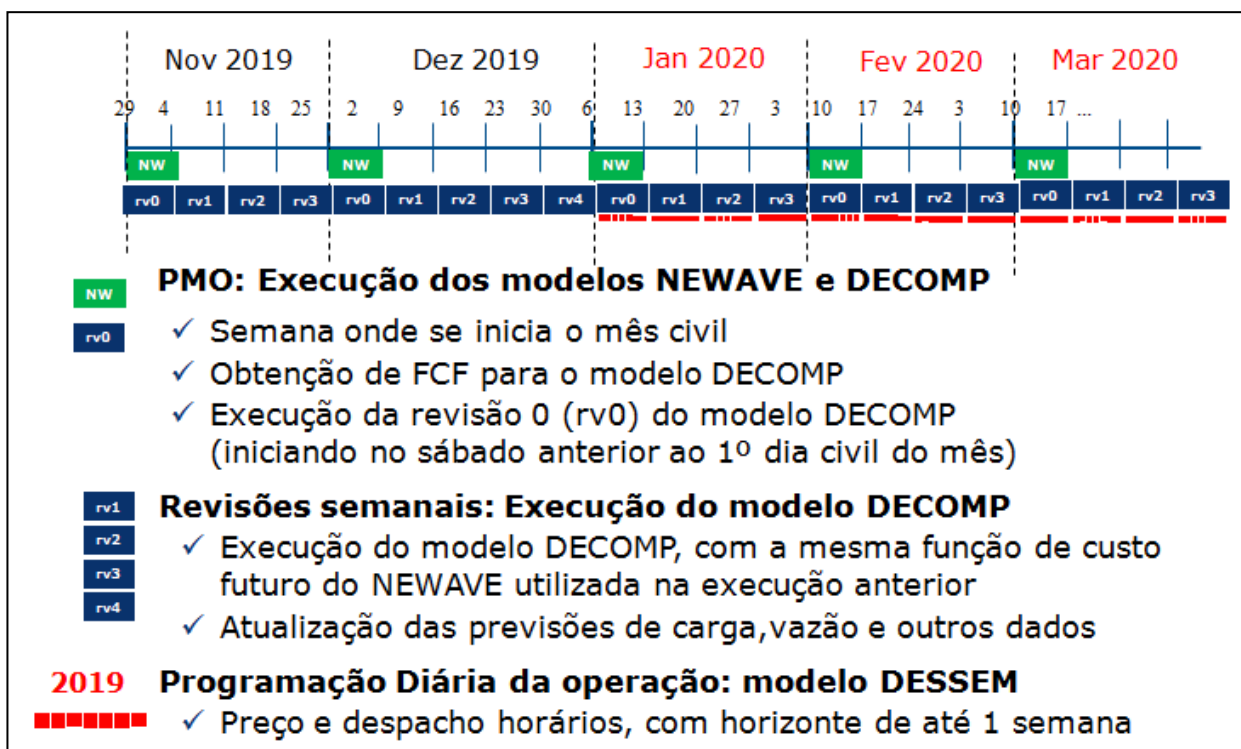 Nov 2019 Dez 2019 Jan 2020 Fev 2020 Mar 2020
29 4 11 18 25 2 9 16 23 30 6 13 20 27 3 10 17 24 3 10 17 ...
NW NW NW NW NW
rv0 rv1 rv2 rv3 rv0 rv1 rv2 rv3 rv4 rv0 rv1 rv2 rv3 rv0 rv1 rv2 rv3 rv0 rv1 rv2 rv3
NW PMO: Execução dos modelos NEWAVE e DECOMP
rv0 ✓ Semana onde se inicia o mês civil
✓ Obtenção de FCF para o modelo DECOMP
✓ Execução da revisão 0 (rv0) do modelo DECOMP
(iniciando no sábado anterior ao 1º dia civil do mês)
rv1 Revisões semanais: Execução do modelo DECOMP
rv2 ✓ Execução do modelo DECOMP, com a mesma função de custo
rv3 futuro do NEWAVE utilizada na execução anterior
rv4 ✓ Atualização das previsões de carga,vazão e outros dados
2019 Programação Diária da operação: modelo DESSEM
✓ Preço e despacho horários, com horizonte de até 1 semana